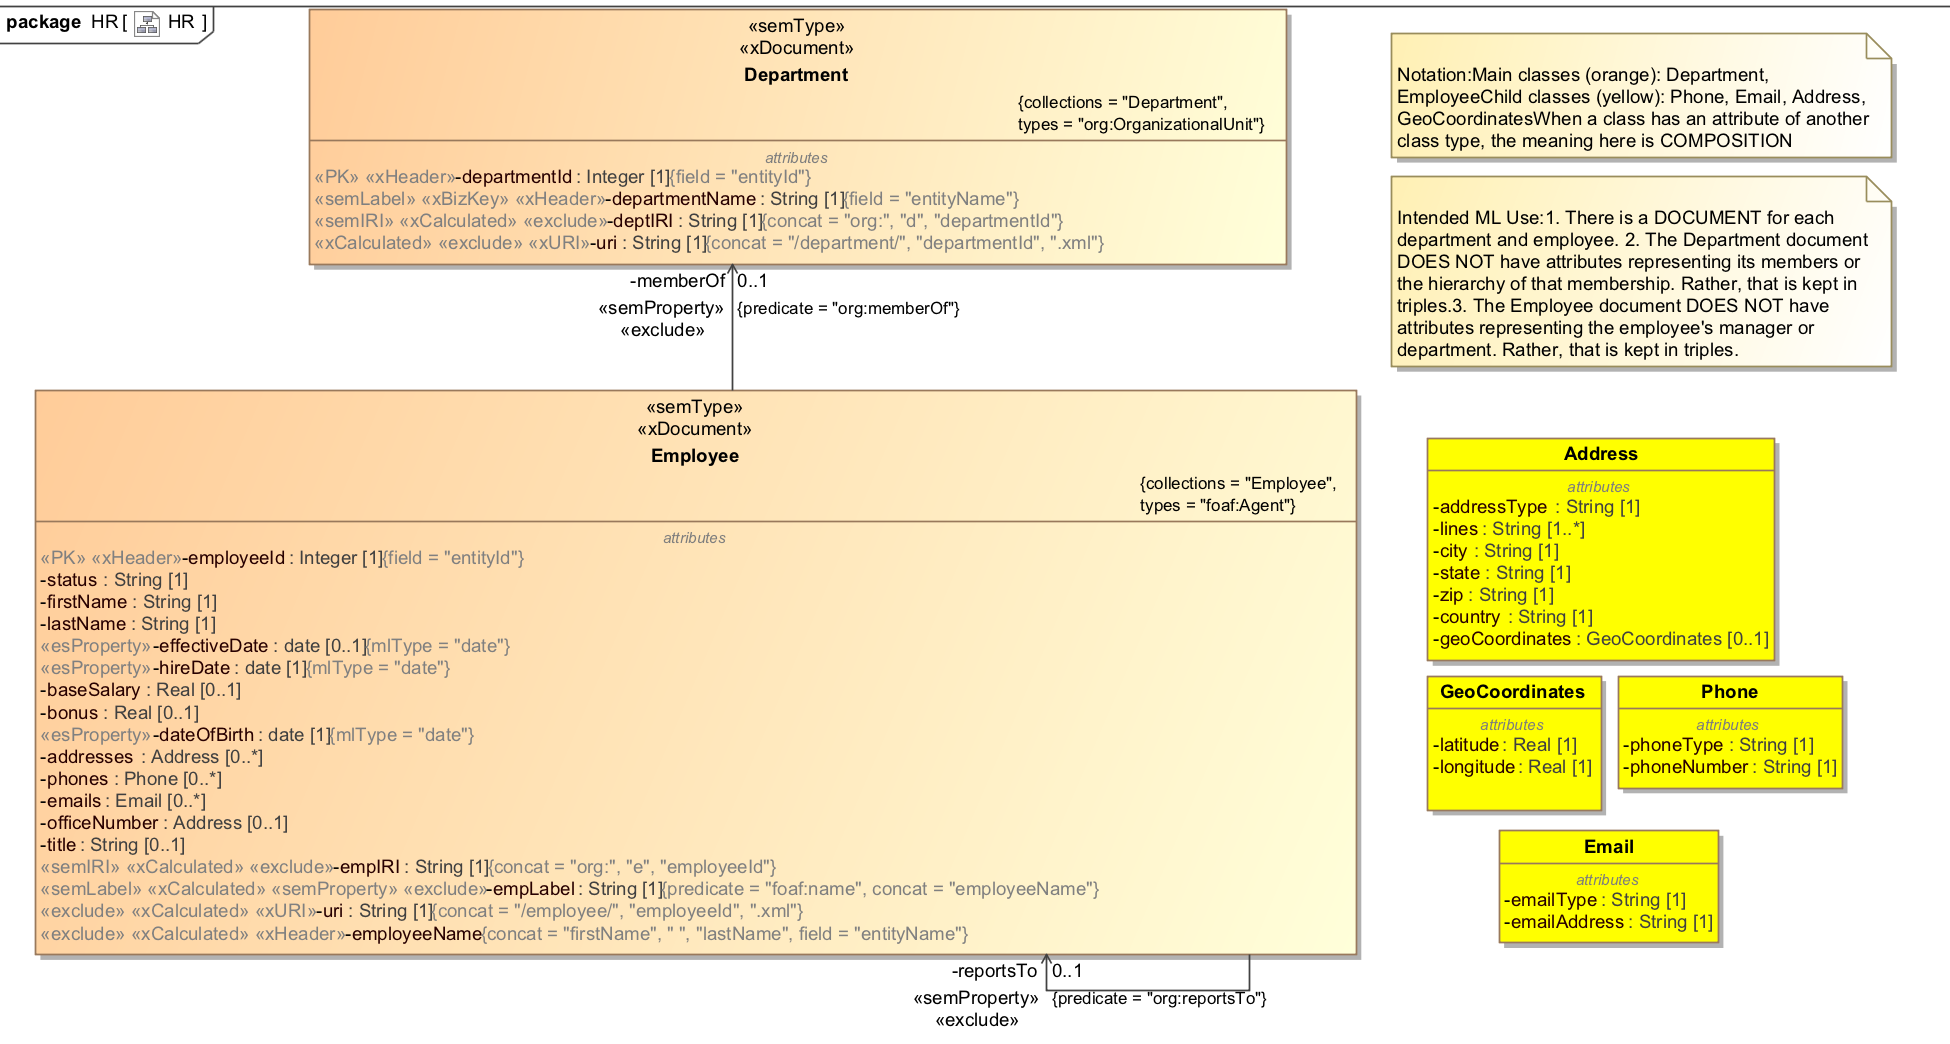 package HR [ HR ]
«semType»
«xDocument»
Department
{collections = "Department",
types = "org:OrganizationalUnit"}
attributes
«PK» «xHeader»-departmentId : Integer [1]{field = "entityId"}
«semLabel» «xBizKey» «xHeader»-departmentName : String [1]{field = "entityName"}
«semIRI» «xCalculated» «exclude»-deptIRI : String [1]{concat = "org:", "d", "departmentId"}
«xCalculated» «exclude» «xURI»-uri : String [1]{concat = "/department/", "departmentId", ".xml"}
-memberOf 0..1
«semProperty» {predicate = "org:memberOf"}
«exclude»
«semType»
«xDocument»
Employee
{collections = "Employee",
types = "foaf:Agent"}
attributes
«PK» «xHeader»-employeeId : Integer [1]{field = "entityId"}
-status : String [1]
-firstName : String [1]
-lastName : String [1]
«esProperty»-effectiveDate : date [0..1]{mlType = "date"}
«esProperty»-hireDate : date [1]{mlType = "date"}
-baseSalary : Real [0..1]
-bonus : Real [0..1]
«esProperty»-dateOfBirth : date [1]{mlType = "date"}
-addresses : Address [0..*]
-phones : Phone [0..*]
-emails : Email [0..*]
-officeNumber : Address [0..1]
-title : String [0..1]
«semIRI» «xCalculated» «exclude»-empIRI : String [1]{concat = "org:", "e", "employeeId"}
«semLabel» «xCalculated» «semProperty» «exclude»-empLabel : String [1]{predicate = "foaf:name", concat = "employeeName"}
«exclude» «xCalculated» «xURI»-uri : String [1]{concat = "/employee/", "employeeId", ".xml"}
«exclude» «xCalculated» «xHeader»-employeeName{concat = "firstName", " ", "lastName", field = "entityName"}
-reportsTo 0..1
«semProperty» {predicate = "org:reportsTo"}
«exclude»
Notation:Main classes (orange): Department,
EmployeeChild classes (yellow): Phone, Email, Address,
GeoCoordinatesWhen a class has an attribute of another
class type, the meaning here is COMPOSITION
Intended ML Use:1. There is a DOCUMENT for each
department and employee. 2. The Department document
DOES NOT have attributes representing its members or
the hierarchy of that membership. Rather, that is kept in
triples.3. The Employee document DOES NOT have
attributes representing the employee's manager or
department. Rather, that is kept in triples.
Address
attributes
-addressType : String [1]
-lines : String [1..*]
-city : String [1]
-state : String [1]
-zip : String [1]
-country : String [1]
-geoCoordinates : GeoCoordinates [0..1]
GeoCoordinates
attributes
-latitude : Real [1]
-longitude : Real [1]
Phone
attributes
-phoneType : String [1]
-phoneNumber : String [1]
Email
attributes
-emailType : String [1]
-emailAddress : String [1]